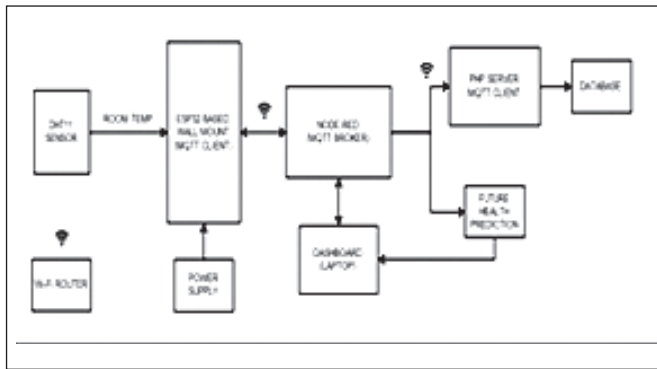 DHT11
SENSOR
ROOM TEMP
ESP32 BASED
WALL MOUNT
(MQTT CLIENT)
NODE-RED
(MQTT BROKER)
PHP SERVER
MQTT CLIENT
DATABASE
FUTURE
HEALTH
PREDICTION
DASHBOARD
(LAPTOP)
POWER
SUPPLY
Wi-Fi ROUTER